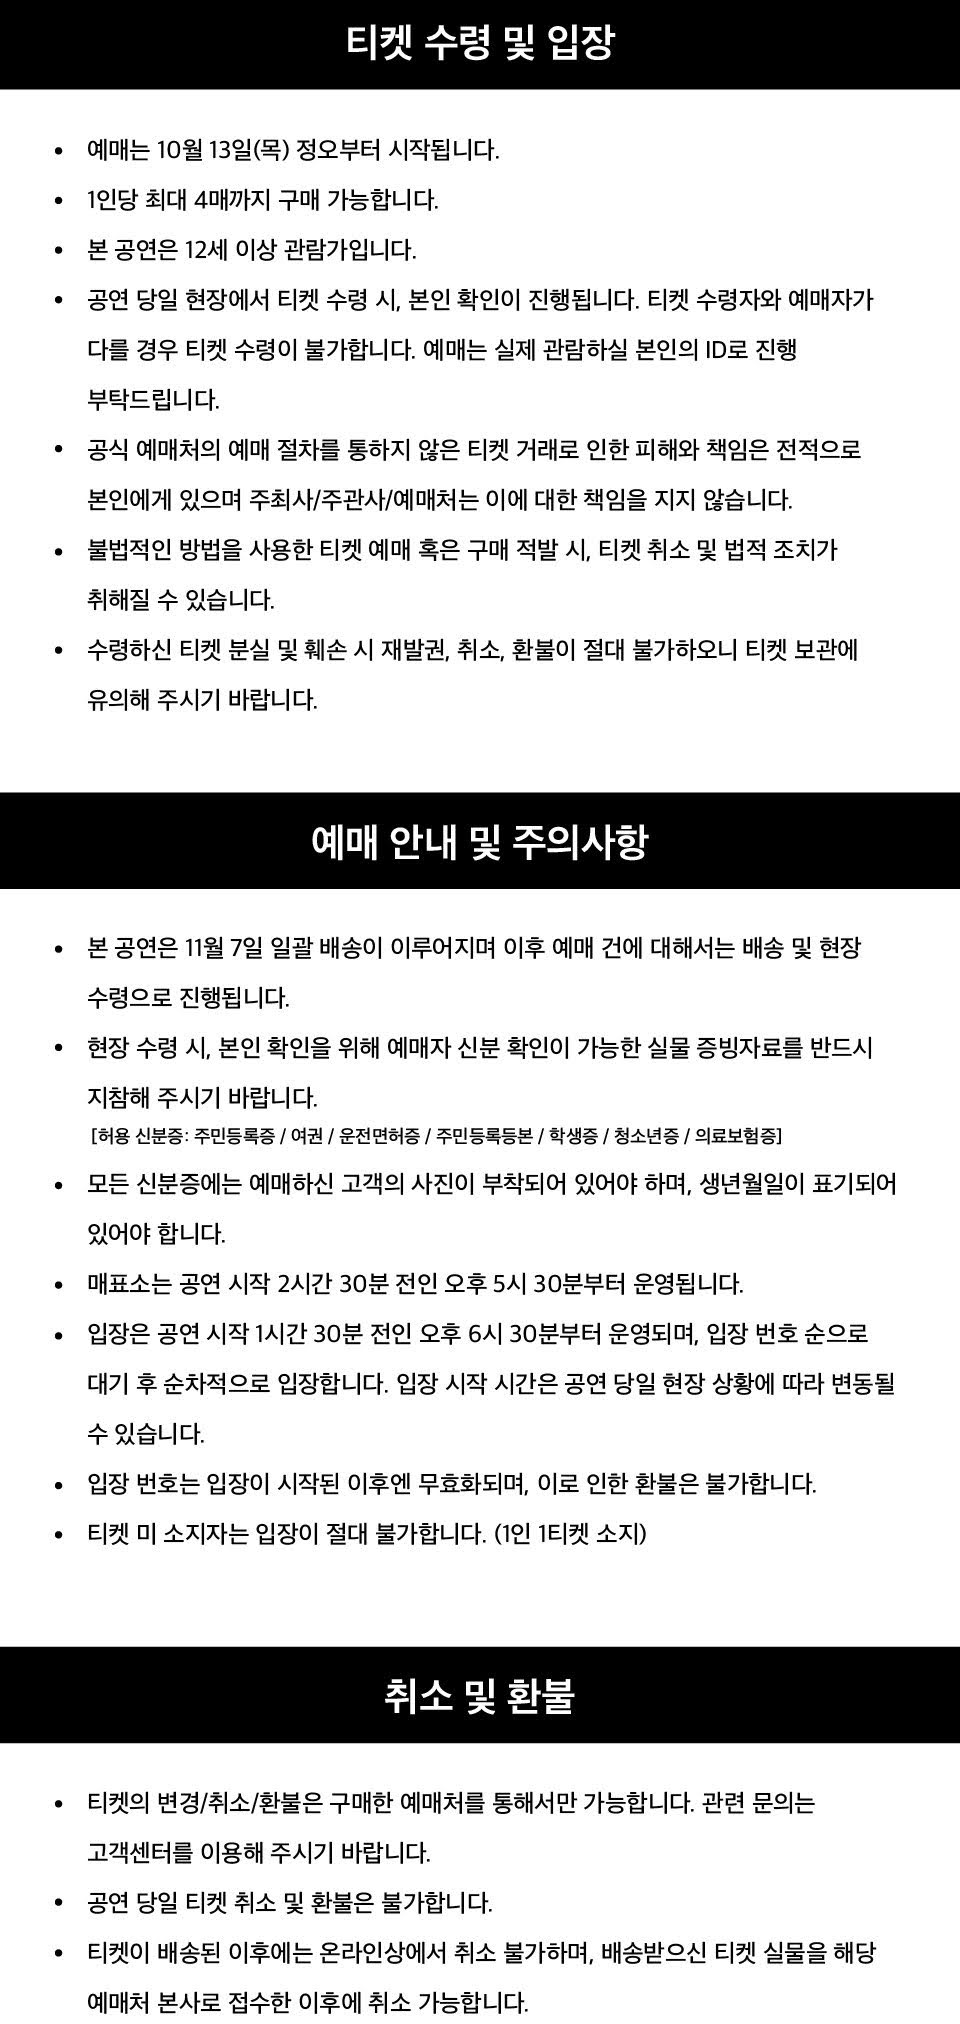 티켓 수령 및 입장
• 예매는 10월 13일(목) 정오부터 시작됩니다.
• 1인당 최대 4매까지 구매 가능합니다.
• 본 공연은 12세 이상 관람가입니다.
• 공연 당일 현장에서 티켓 수령 시, 본인 확인이 진행됩니다. 티켓 수령자와 예매자가
다를 경우 티켓 수령이 불가합니다. 예매는 실제 관람하실 본인의 ID로 진행
부탁드립니다.
• 공식 예매처의 예매 절차를 통하지 않은 티켓 거래로 인한 피해와 책임은 전적으로
본인에게 있으며 주최사/주관사/예매처는 이에 대한 책임을 지지 않습니다.
• 불법적인 방법을 사용한 티켓 예매 혹은 구매 적발 시, 티켓 취소 및 법적 조치가
취해질 수 있습니다.
• 수령하신 티켓 분실 및 훼손 시 재발권, 취소, 환불이 절대 불가하오니 티켓 보관에
유의해 주시기 바랍니다.
예매 안내 및 주의사항
• 본 공연은 11월 7일 일괄 배송이 이루어지며 이후 예매 건에 대해서는 배송 및 현장
수령으로 진행됩니다.
• 현장 수령 시, 본인 확인을 위해 예매자 신분 확인이 가능한 실물 증빙자료를 반드시
지참해 주시기 바랍니다.
[허용 신분증: 주민등록증 / 여권 / 운전면허증 / 주민등록등본 / 학생증 / 청소년증 / 의료보험증]
• 모든 신분증에는 예매하신 고객의 사진이 부착되어 있어야 하며, 생년월일이 표기되어
있어야 합니다.
• 매표소는 공연 시작 2시간 30분 전인 오후 5시 30분부터 운영됩니다.
• 입장은 공연 시작 1시간 30분 전인 오후 6시 30분부터 운영되며, 입장 번호 순으로
대기 후 순차적으로 입장합니다. 입장 시작 시간은 공연 당일 현장 상황에 따라 변동될
수 있습니다.
• 입장 번호는 입장이 시작된 이후엔 무효화되며, 이로 인한 환불은 불가합니다.
• 티켓 미 소지자는 입장이 절대 불가합니다. (1인 1티켓 소지)
취소 및 환불
• 티켓의 변경/취소/환불은 구매한 예매처를 통해서만 가능합니다. 관련 문의는
고객센터를 이용해 주시기 바랍니다.
• 공연 당일 티켓 취소 및 환불은 불가합니다.
• 티켓이 배송된 이후에는 온라인상에서 취소 불가하며, 배송받으신 티켓 실물을 해당
예매처 본사로 접수한 이후에 취소 가능합니다.